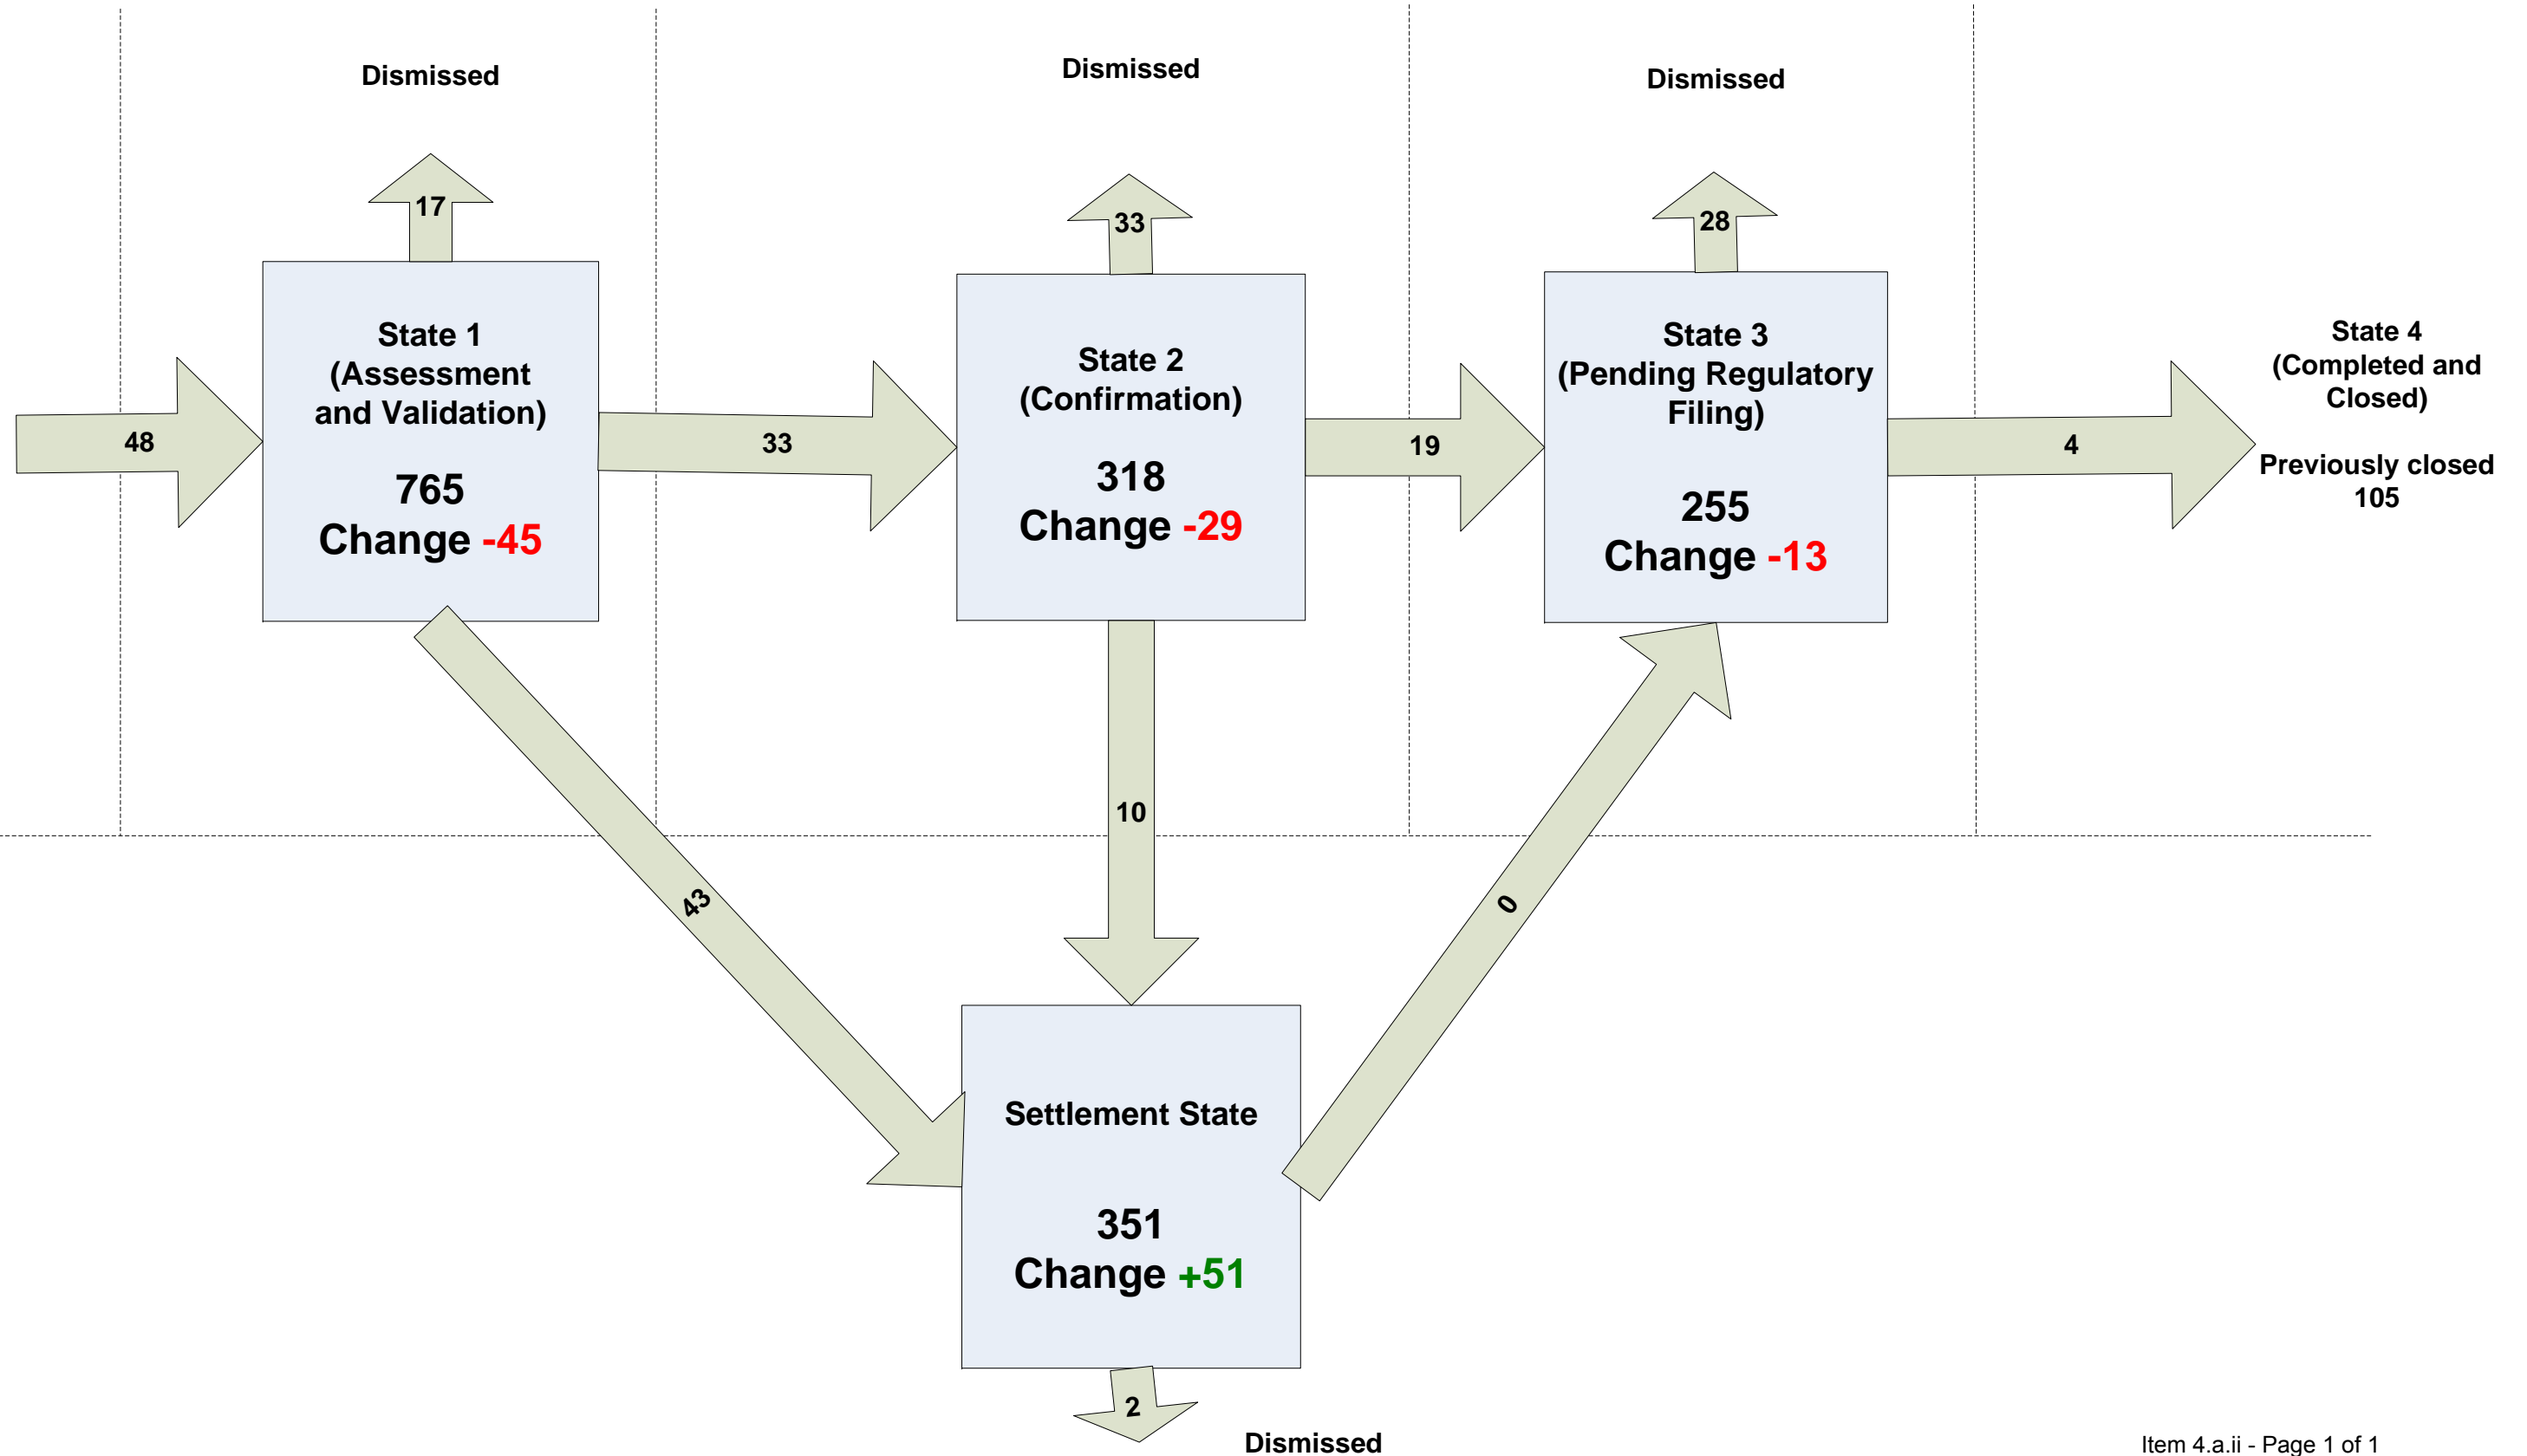 Dismissed
Dismissed
Dismissed
17
33
28
48
State 1
(Assessment
and Validation)
765
Change -45
33
State 2
(Confirmation)
318
Change -29
19
State 3
(Pending Regulatory
Filing)
255
Change -13
4
State 4
(Completed and
Closed)
Previously closed
105
43
10
0
Settlement State
351
Change +51
2
Dismissed
Item 4.a.ii - Page 1 of 1